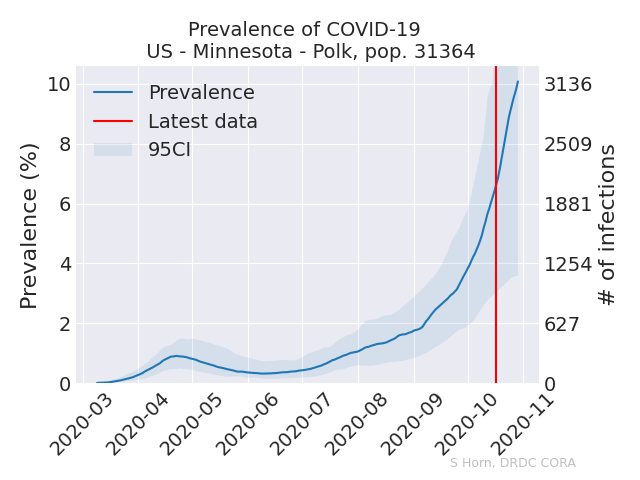 Prevalence of COVID-19
US - Minnesota - Polk, pop. 31364
Prevalence
Latest data
95CI
Prevalence (%)
10
8
6
4
2
0
3136
2509
1881
1254
627
0
# of infections
2020-03
2020-04
2020-05
2020-06
2020-07
2020-08
2020-09
2020-10
2020-11
S Horn, DRDC CORA